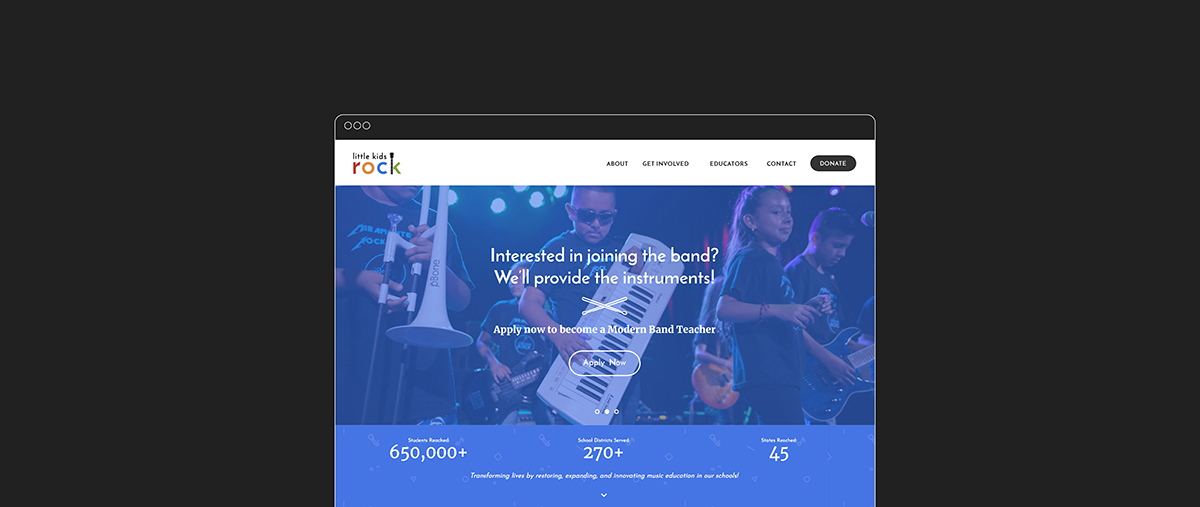 little kids
rock
ABOUT GET INVOLVED EDUCATORS CONTACT DONATE
pBone
Interested in joining the band?
We'll provide the instruments!
Apply now to become a Modern Band Teacher
Apply Now
Students Reached:
650,000+
School Districts Served:
270+
States Reached:
45
Transforming lives by restoring, expanding, and innovating music education in our schools!